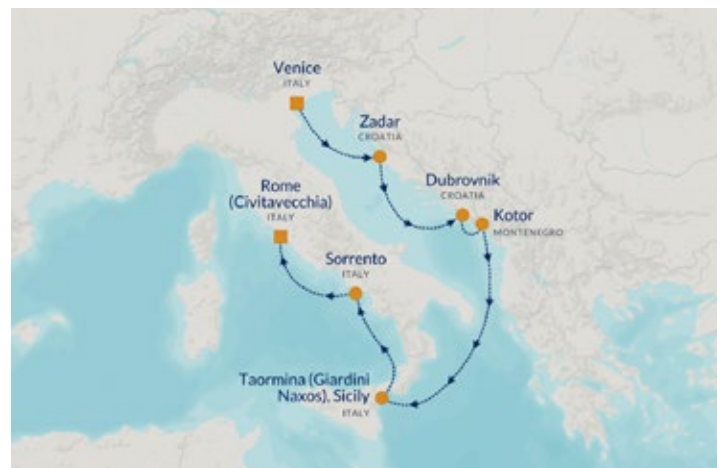 Venice
ITALY
Zadar
CROATIA
Dubrovnik
CROATIA
Kotor
MONTENEGRO
Rome
(Civitavecchia)
ITALY
Sorrento
ITALY
Taormina (Giardini
Naxos), Sicily
ITALY